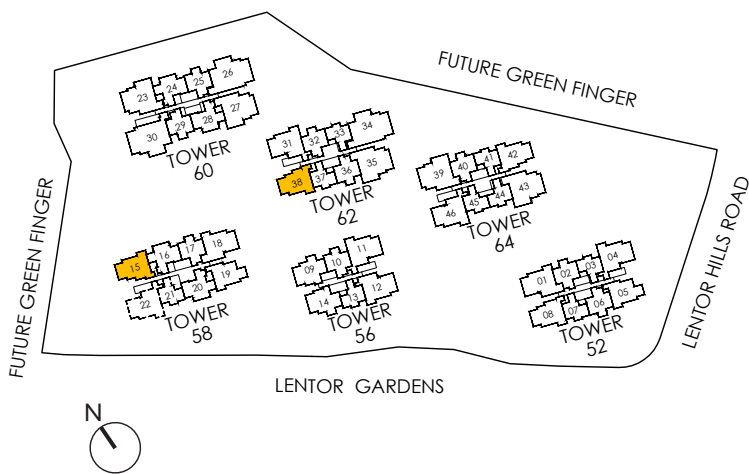 FUTURE GREEN FINGER
23 24 25 26
30 29 28 27
TOWER
60
31 32 33 34
38 37 36 35
TOWER
62
39 40 41 42
46 45 44 43
TOWER
64
FUTURE GREEN FINGER
15 16 17 18
22 21 20 19
TOWER
58
09 10 11
14 13 12
TOWER
56
01 02 03 04
08 07 06 05
TOWER
52
LENTOR HILLS ROAD
LENTOR GARDENS
N